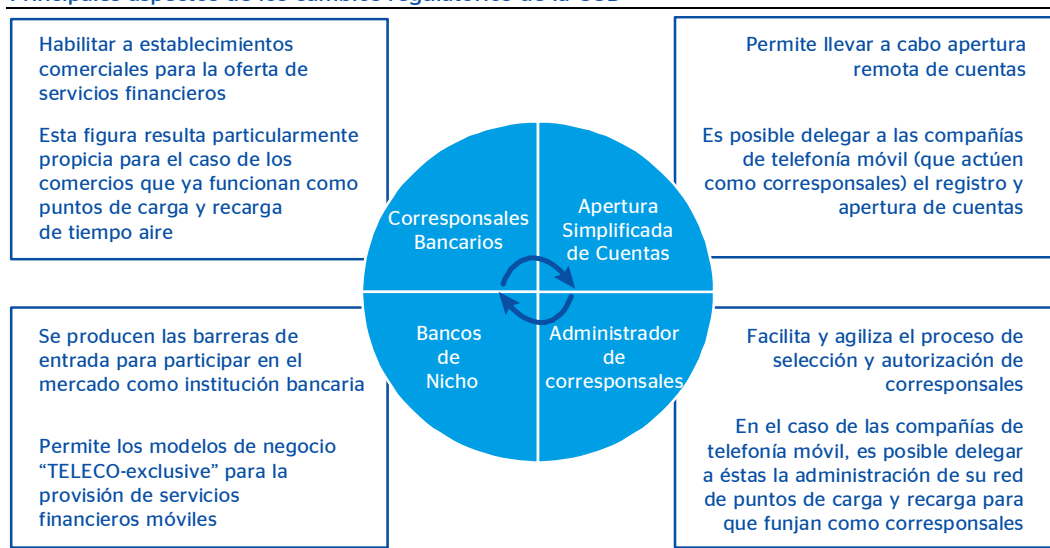 Habilitar a establecimientos
comerciales para la oferta de
servicios financieros
Esta figura resulta particularmente
propicia para el caso de los
comercios que ya funcionan como
puntos de carga y recarga
de tiempo aire
Permite llevar a cabo apertura
remota de cuentas
Es posible delegar a las compañías
de telefonía móvil (que actúen
como corresponsales) el registro y
apertura de cuentas
Corresponsales
Bancarios
Apertura
Simplificada
de Cuentas
Bancos
de
Nicho
Administrador
de
corresponsales
Se producen las barreras de
entrada para participar en el
mercado como institución bancaria
Permite los modelos de negocio
“TELECO-exclusive” para la
provisión de servicios
financieros móviles
Facilita y agiliza el proceso de
selección y autorización de
corresponsales
En el caso de las compañías de
telefonía móvil, es posible delegar
a éstas la administración de su red
de puntos de carga y recarga para
que funjan como corresponsales